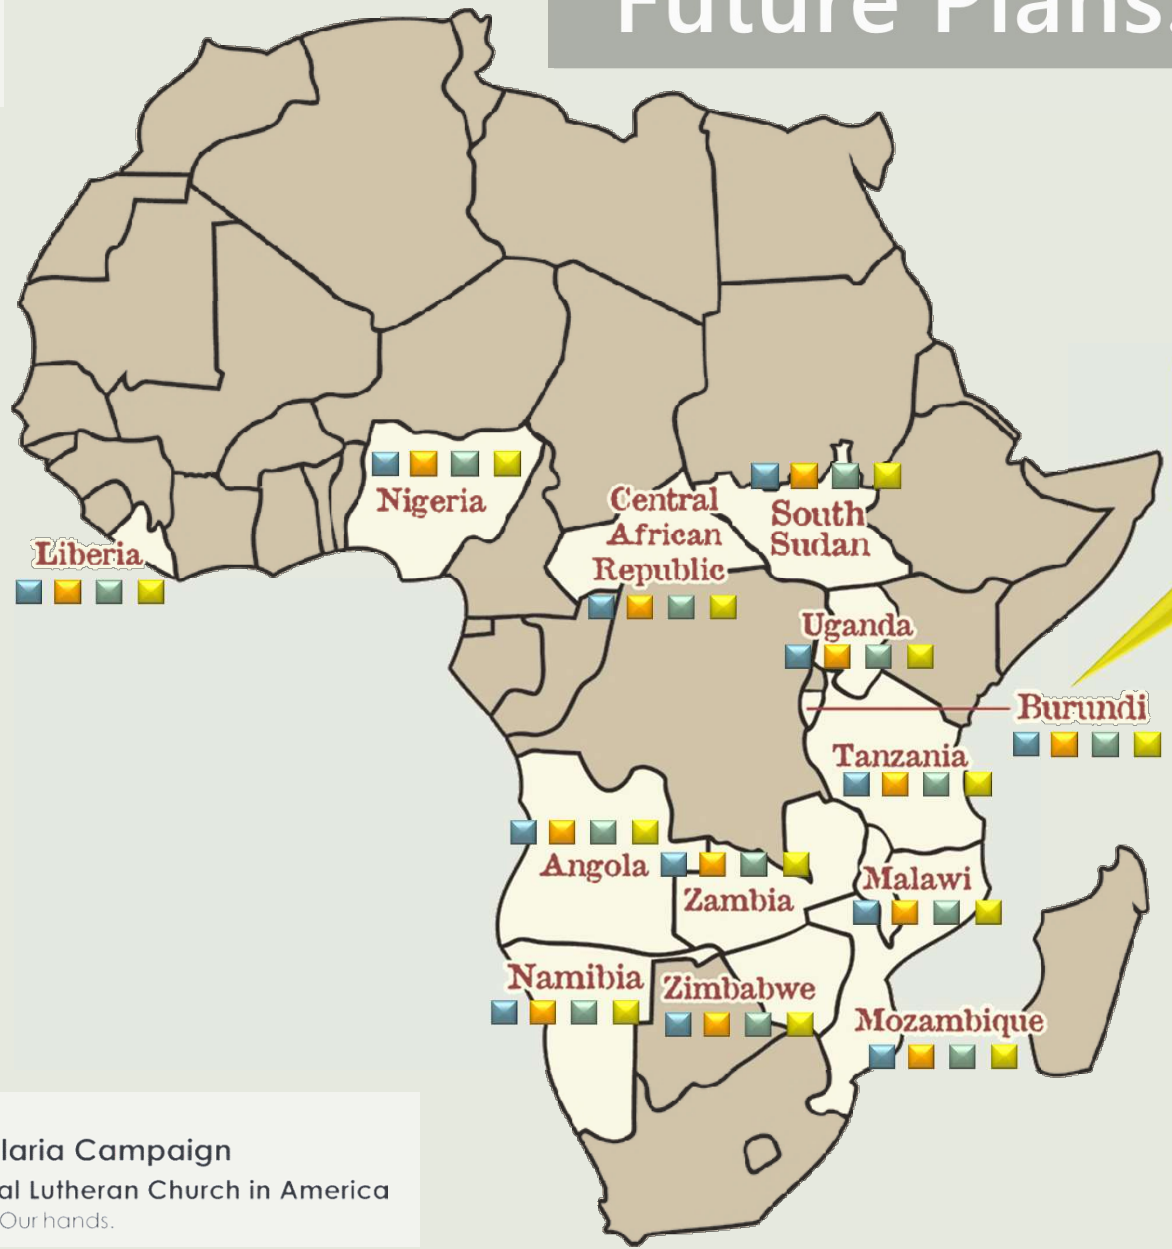 Future Plans
Nigeria
Central
African
Republic
South
Sudan
Liberia
Uganda
Burundi
Tanzania
Angola
Zambia
Malawi
Namibia
Zimbabwe
Mozambique
laria Campaign
al Lutheran Church in America
Our hands.